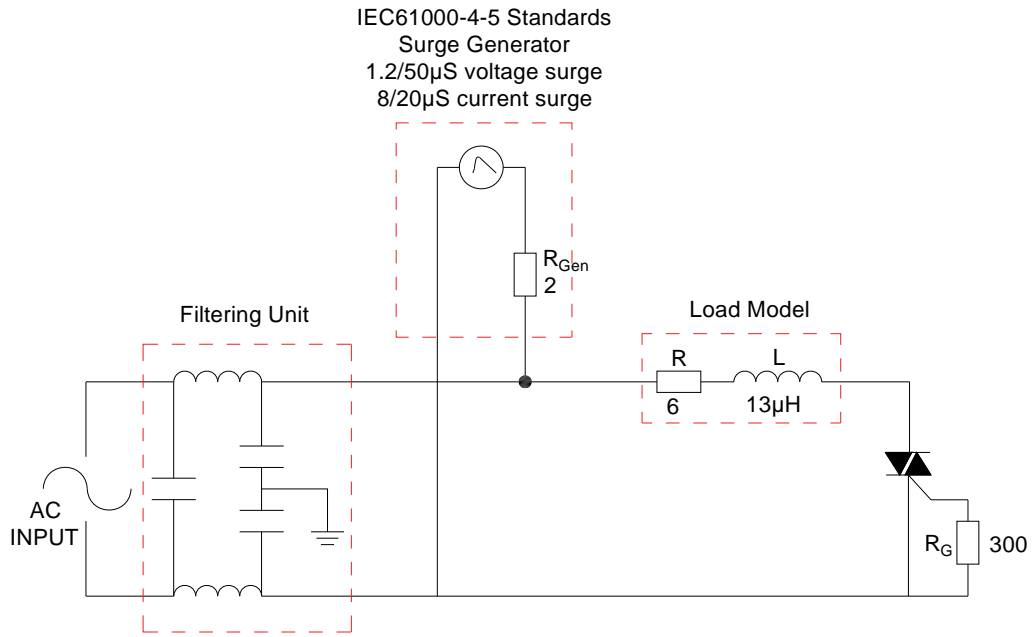 IEC61000-4-5 Standards
Surge Generator
1.2/50µS voltage surge
8/20µS current surge
RGen
2
Filtering Unit
Load Model
R
L
6
13µH
AC
INPUT
RG
300